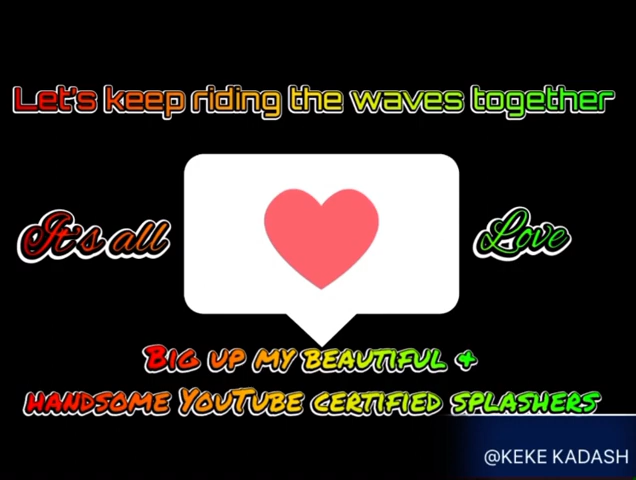 Let's keep riding the waves together
It's all Love
Big up my beautiful &
handsome YouTube certified splashers
@KEKE KADASH